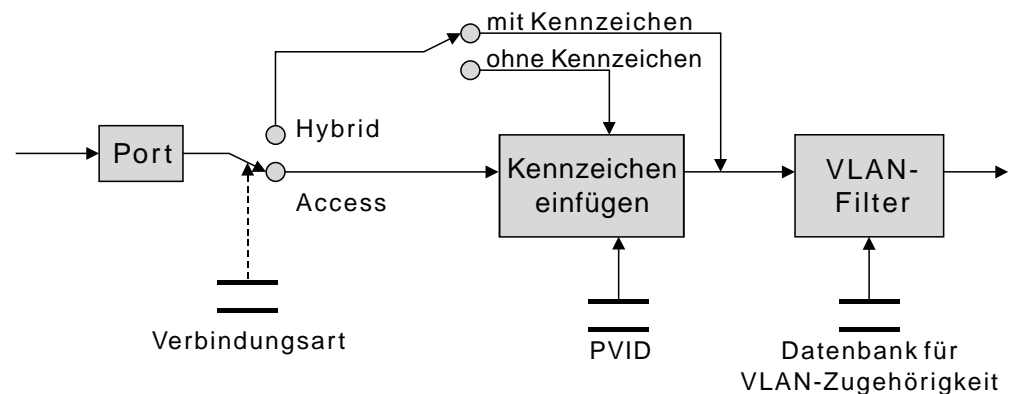 mit Kennzeichen
ohne Kennzeichen
Hybrid
Port
Access
Kennzeichen
einfügen
VLAN-
Filter
Verbindungsart
PVID
Datenbank für
VLAN-Zugehörigkeit